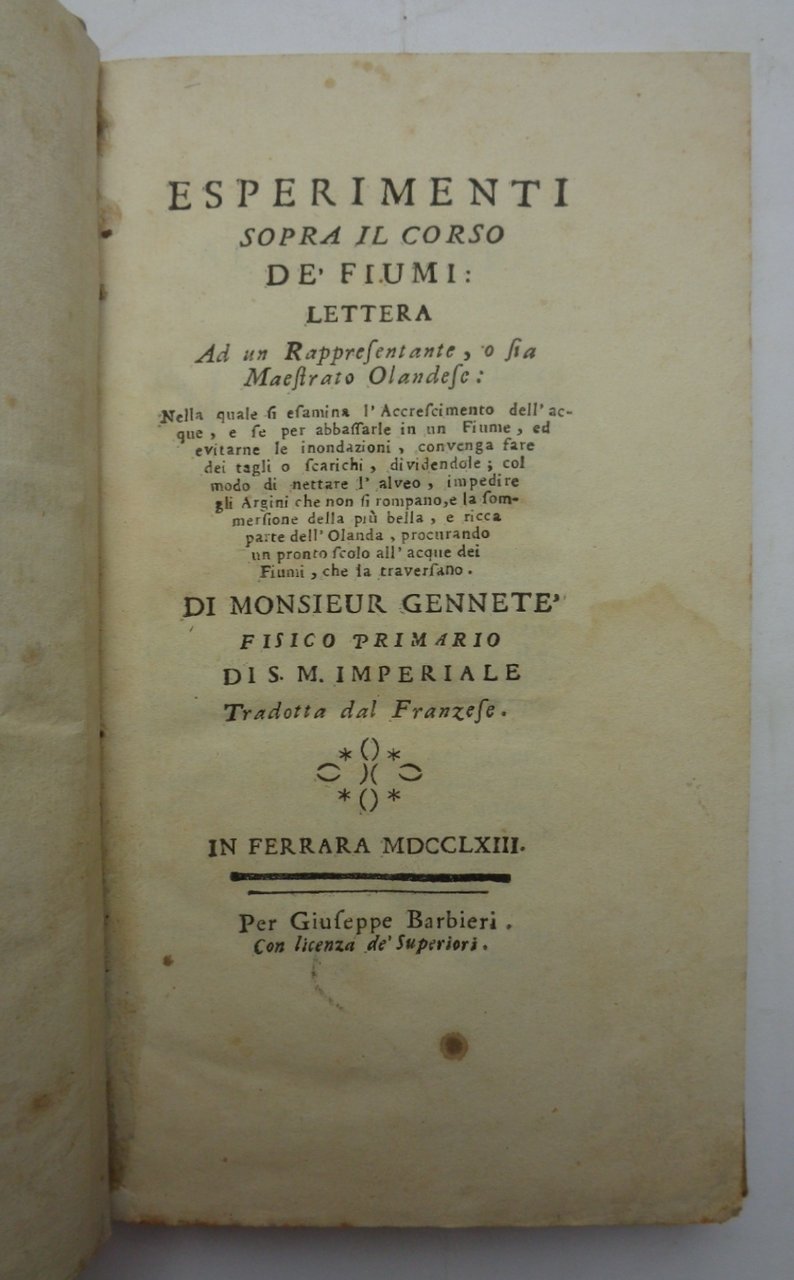 ESPERIMENTI
SOPRA IL CORSO
DE' FIUMI:
LETTERA
Ad un Rappreſentante, o ſia
Maeſtrato Olandeſe:
Nella quale ſi eſamina l'Accreſcimento dell'ac-
que, e ſe per abbaſſarle in un Fiume, ed
evitarne le inondazioni, convenga fare
dei tagli o ſcarichi, dividendole; col
modo di nettare l'alveo, impedire
gli Argini che non ſi rompano, e la ſom-
merſione della più bella, e ricca
parte dell'Olanda, procurando
un pronto ſcolo all'acque dei
Fiumi, che la traverſano.
DI MONSIEUR GENNETE'
FISICO PRIMARIO
DI S. M. IMPERIALE
Tradotta dal Franzeſe.
*()*
)(
*()*
IN FERRARA MDCCLXIII.
Per Giuſeppe Barbieri.
Con licenza de' Superiori.